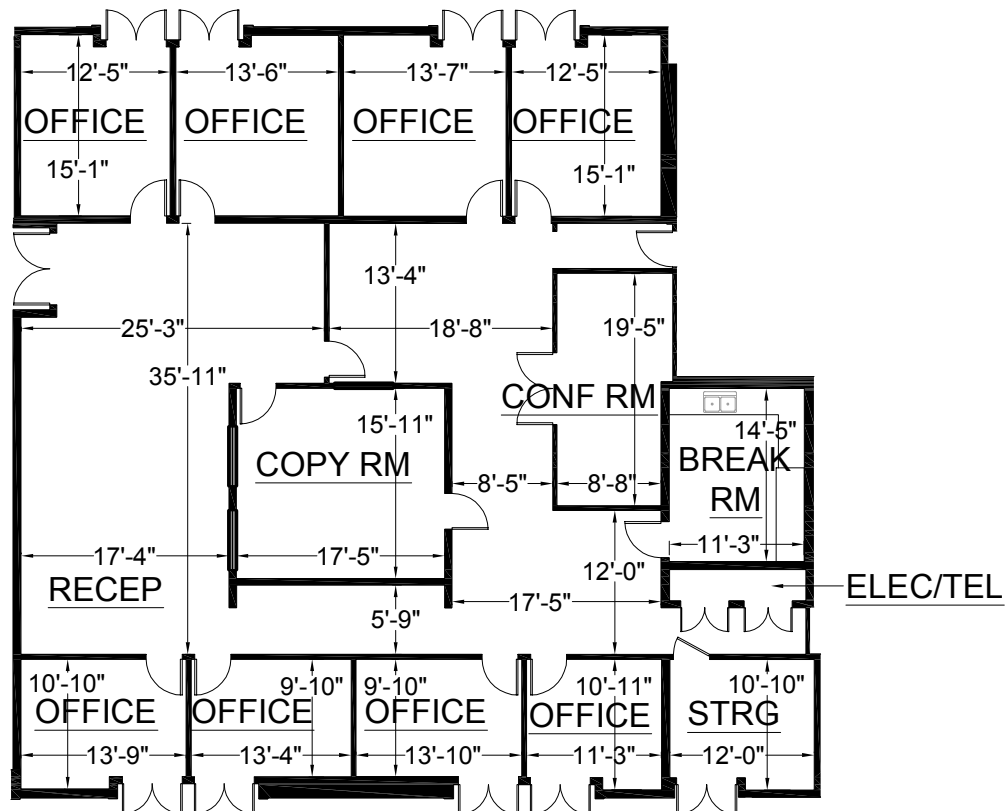 12'-5" 13'-6" 13'-7" 12'-5"
OFFICE OFFICE OFFICE OFFICE
15'-1" 15'-1"
13'-4"
25'-3" 18'-8" 19'-5"
35'-11"
CONF RM
15'-11" 14'-5"
COPY RM BREAK
8'-5" 8'-8" RM
17'-4" 17'-5" 11'-3"
12'-0"
RECEP 17'-5" ELEC/TEL
5'-9"
10'-10" 9'-10" 9'-10" 10'-11" 10'-10"
OFFICE OFFICE OFFICE OFFICE STRG
13'-9" 13'-4" 13'-10" 11'-3" 12'-0"